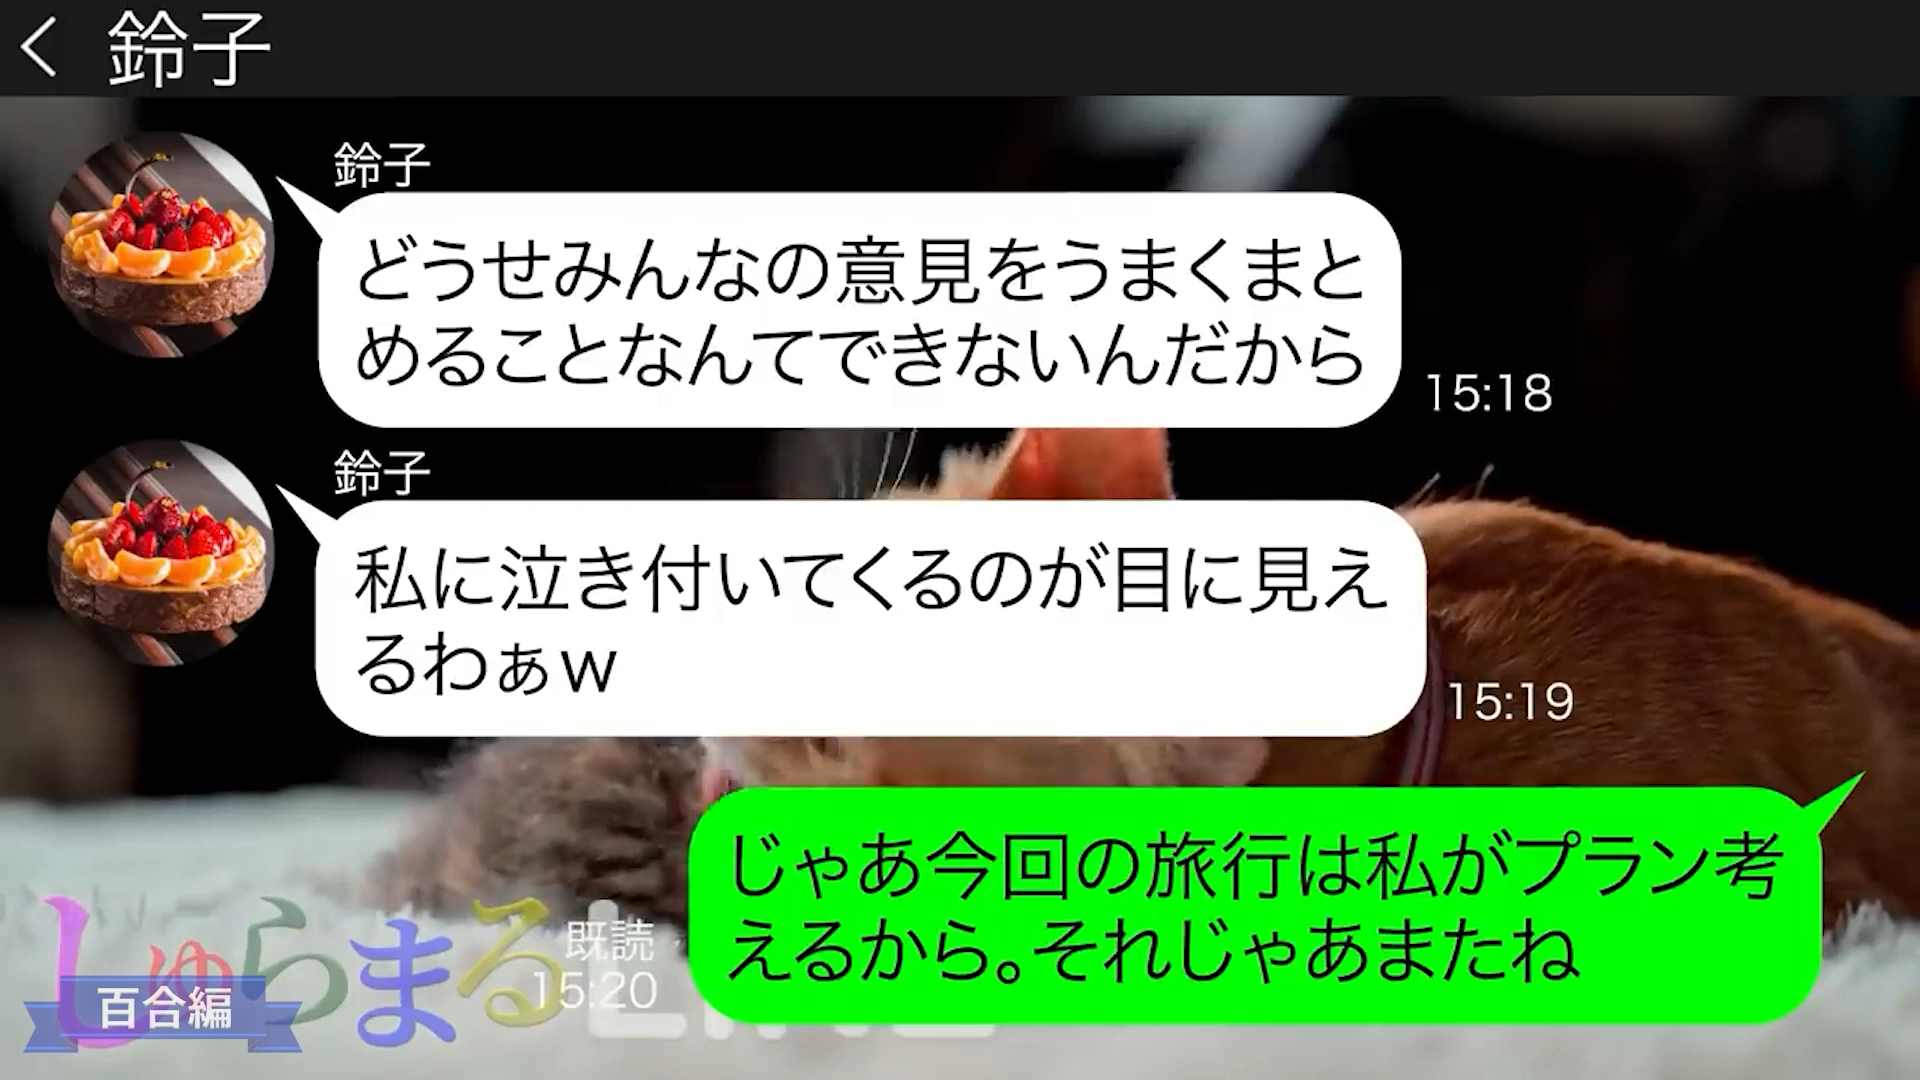 鈴子
鈴子
どうせみんなの意見をうまくまと
めることなんてできないんだから
15:18
鈴子
私に泣き付いてくるのが目に見え
るわぁw
15:19
じゃあ今回の旅行は私がプラン考
えるから。それじゃあまたね
既読
15:20
しゅらまる
百合編